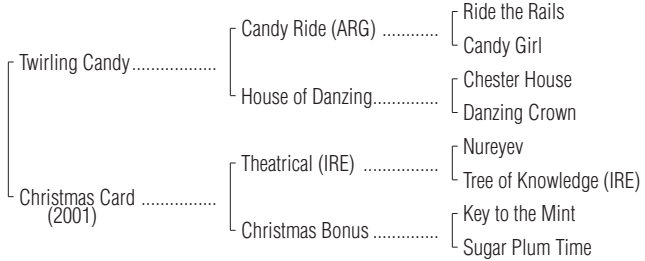 Ride the Rails
Candy Ride (ARG) ............
Candy Girl
Twirling Candy..................
Chester House
House of Danzing..............
Danzing Crown
Nureyev
Theatrical (IRE) ................
Tree of Knowledge (IRE)
Christmas Card ................
(2001)
Key to the Mint
Christmas Bonus ..............
Sugar Plum Time